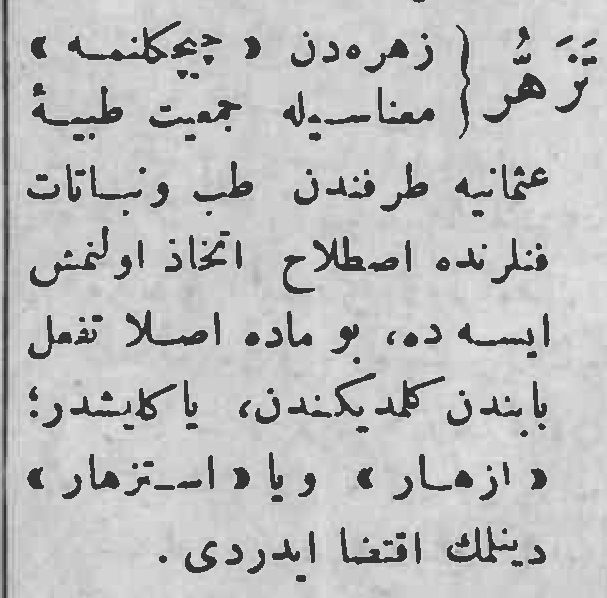 تَزَهُّر { زهره‌دن « چیچکلنمه »
معناسیله جمعیت طبیهٔ
عثمانیه طرفندن طب ونباتات
فنلرنده اصطلاح اتخاذ اولنمش
ایسه ده، بو ماده اصلا تفعل
بابندن کلمدیکندن، یاکلیشدر؛
« ازهار » ویا « استزهار »
دینلمك اقتضا ایدردی .